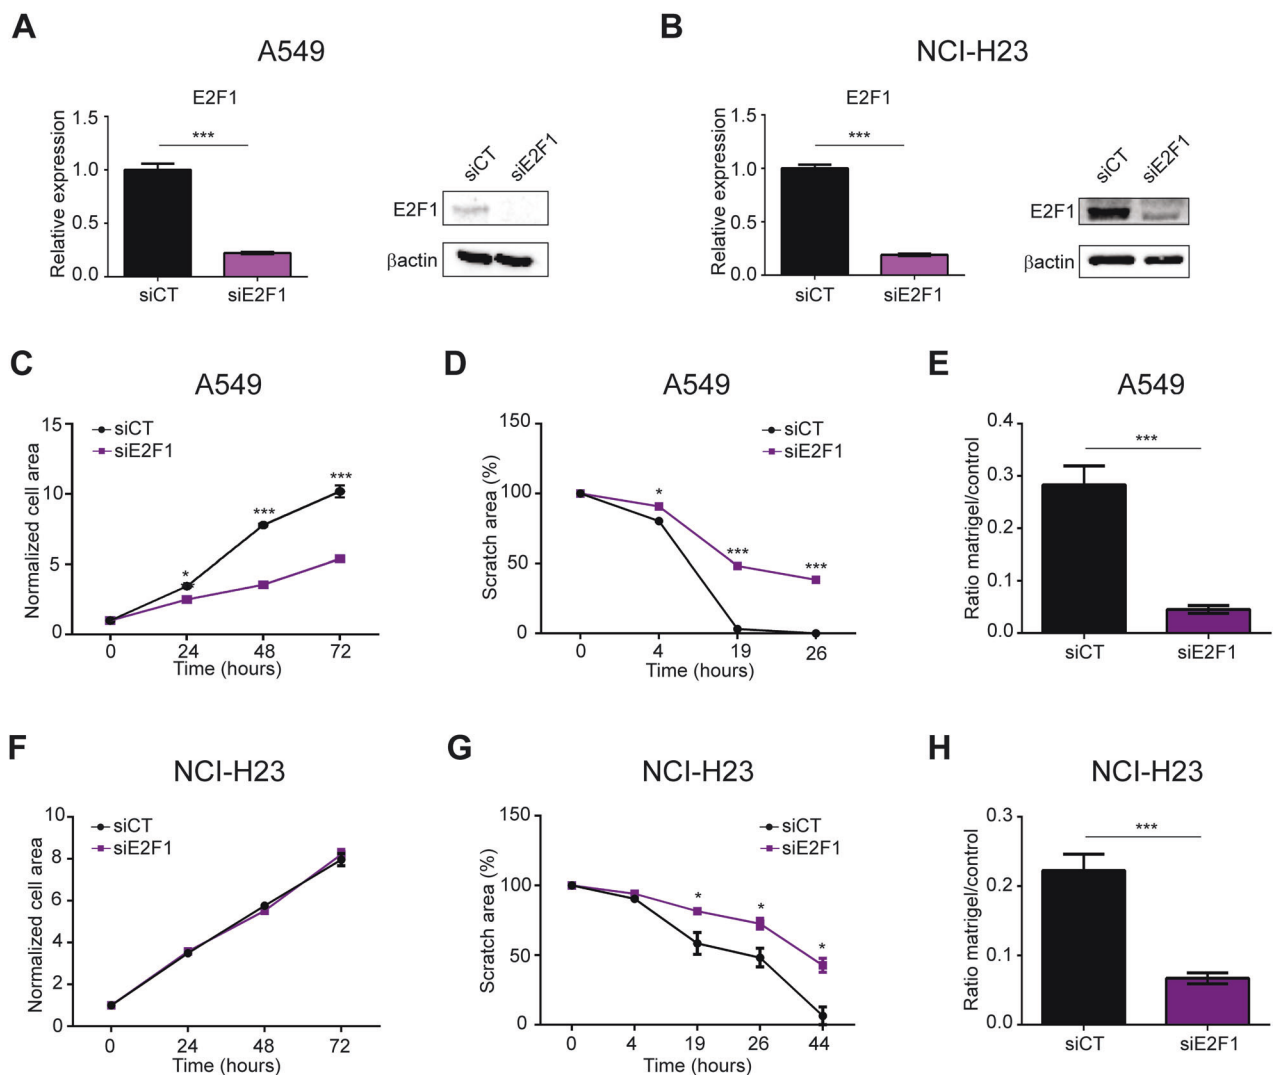 A
A549
E2F1
Relative expression
1.5
1.0
0.5
0.0
***
siCT
siE2F1
siCT
siE2F1
E2F1
βactin
B
NCI-H23
E2F1
Relative expression
1.5
1.0
0.5
0.0
***
siCT
siE2F1
siCT
siE2F1
E2F1
βactin
C
A549
Normalized cell area
15
10
5
0
siCT
siE2F1
*
***
***
0 24 48 72
Time (hours)
D
A549
Scratch area (%)
150
100
50
0
siCT
siE2F1
*
***
***
0 4 19 26
Time (hours)
E
A549
Ratio matrigel/control
0.4
0.3
0.2
0.1
0.0
***
siCT
siE2F1
F
NCI-H23
Normalized cell area
10
8
6
4
2
0
siCT
siE2F1
0 24 48 72
Time (hours)
G
NCI-H23
Scratch area (%)
150
100
50
0
siCT
siE2F1
*
*
*
0 4 19 26 44
Time (hours)
H
NCI-H23
Ratio matrigel/control
0.3
0.2
0.1
0.0
***
siCT
siE2F1